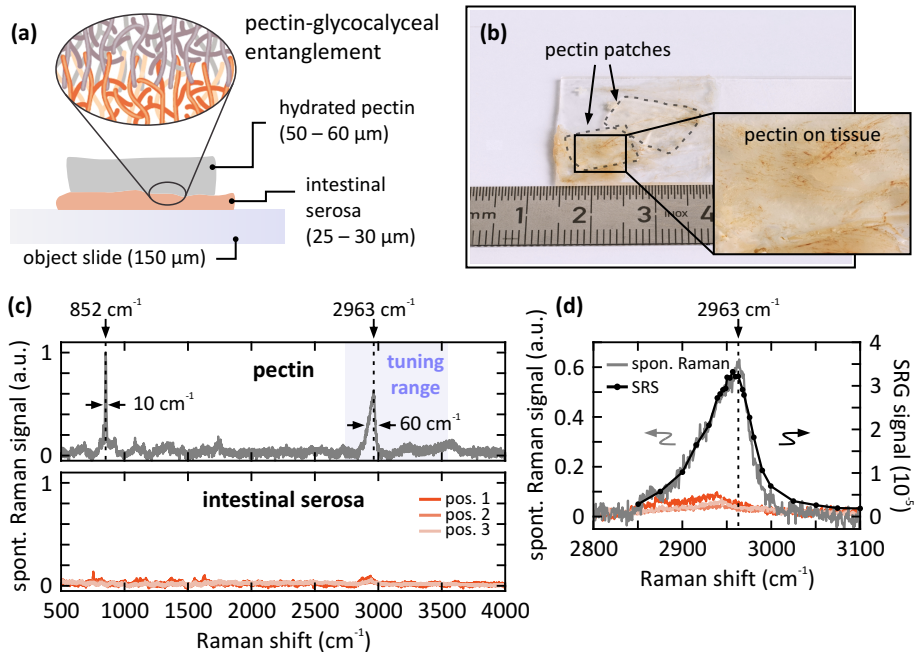 (a)
pectin-glycocalyceal
entanglement
hydrated pectin
(50 – 60 µm)
intestinal
serosa
(25 – 30 µm)
object slide (150 µm)
(b)
pectin patches
pectin on tissue
mm 1 2 3 INOX 4
(c)
852 cm⁻¹
2963 cm⁻¹
spont. Raman signal (a.u.)
1
0
pectin
tuning
range
10 cm⁻¹
60 cm⁻¹
1
0
intestinal serosa
pos. 1
pos. 2
pos. 3
500 1000 1500 2000 2500 3000 3500 4000
Raman shift (cm⁻¹)
(d)
2963 cm⁻¹
spont. Raman signal (a.u.)
0.6
0.4
0.2
0
spon. Raman
SRS
4
3
2
1
0
SRG signal (10⁻⁵)
2800 2900 3000 3100
Raman shift (cm⁻¹)